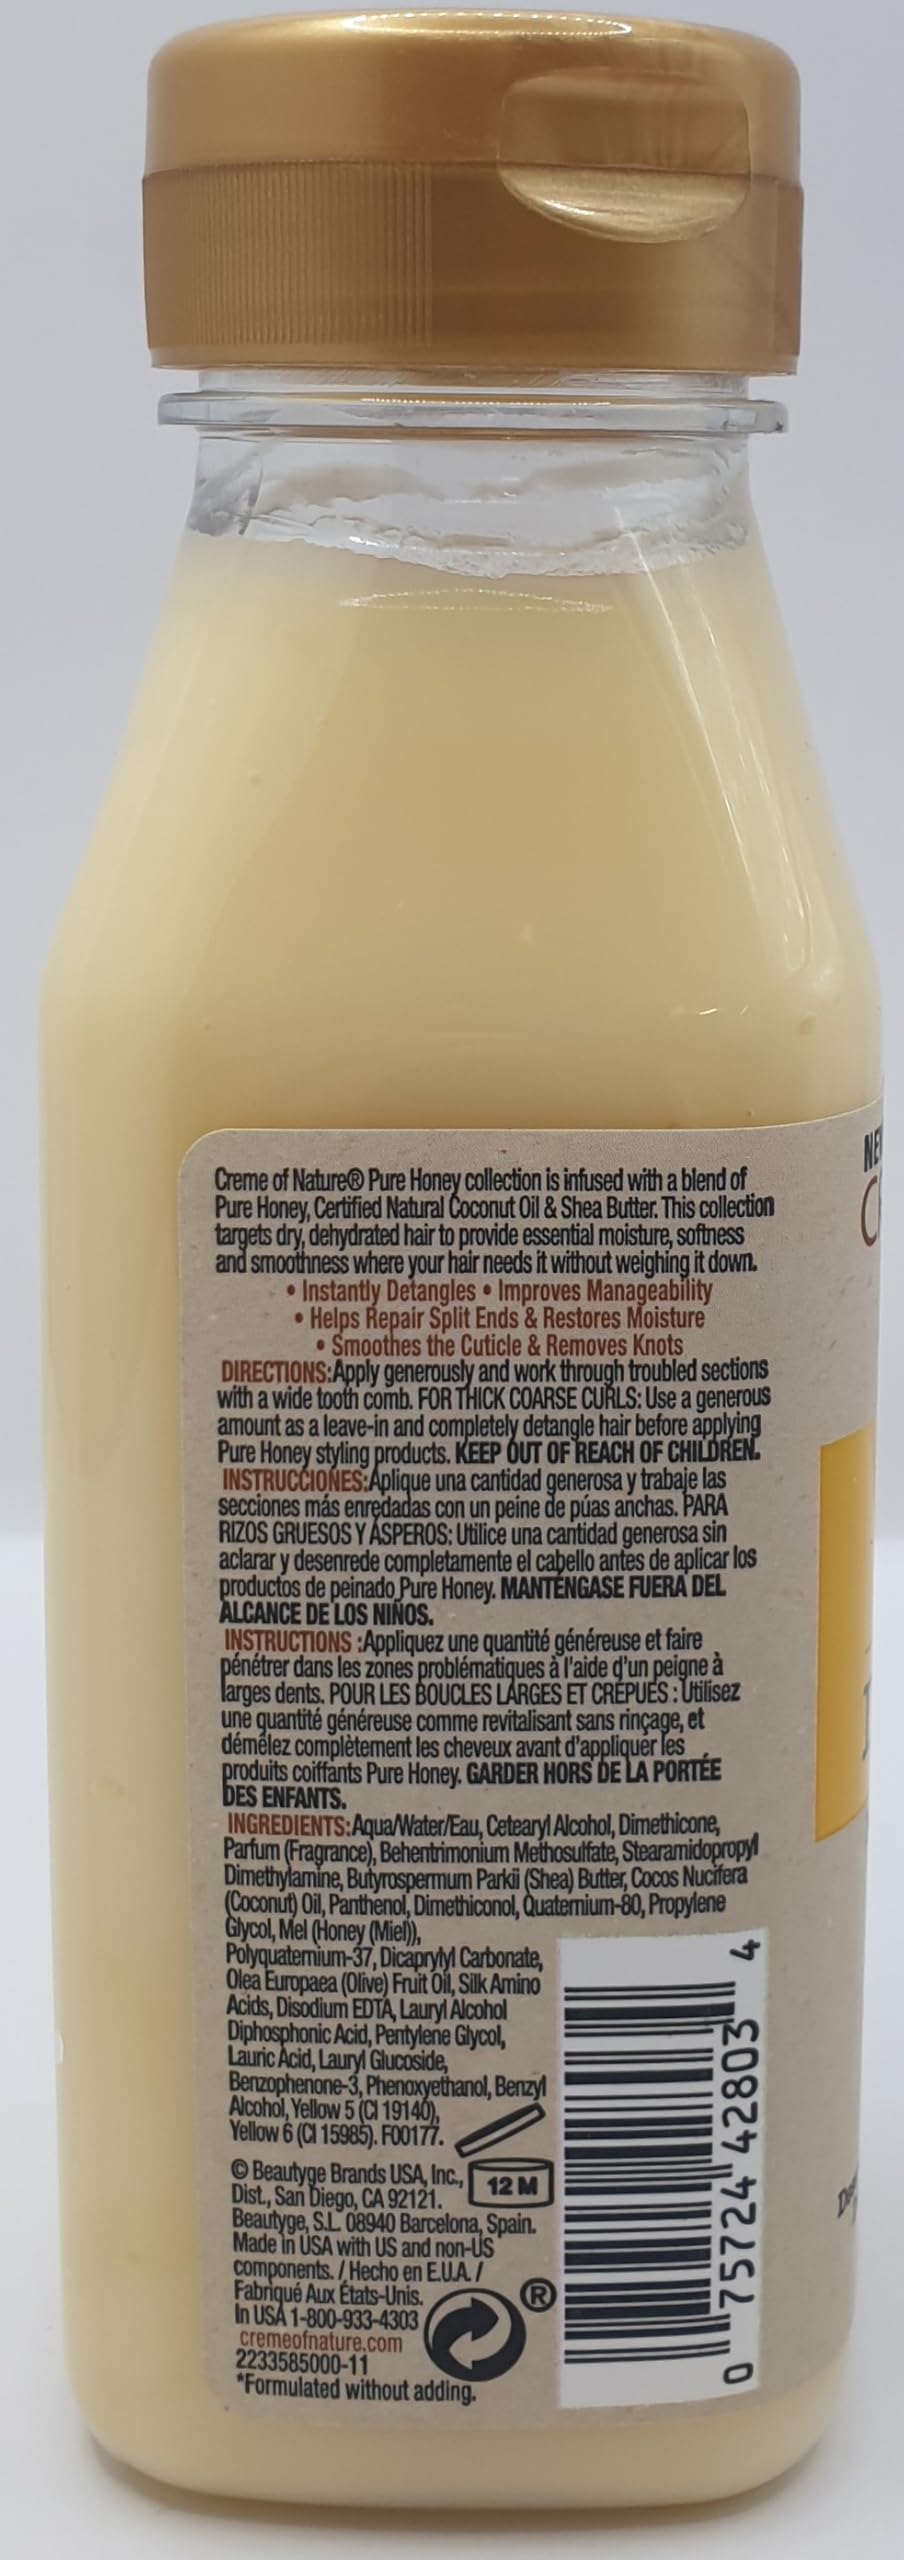 Creme of Nature® Pure Honey collection is infused with a blend of
Pure Honey, Certified Natural Coconut Oil & Shea Butter. This collection
targets dry, dehydrated hair to provide essential moisture, softness
and smoothness where your hair needs it without weighing it down.
• Instantly Detangles • Improves Manageability
• Helps Repair Split Ends & Restores Moisture
• Smoothes the Cuticle & Removes Knots
DIRECTIONS:Apply generously and work through troubled sections
with a wide tooth comb. FOR THICK COARSE CURLS: Use a generous
amount as a leave-in and completely detangle hair before applying
Pure Honey styling products. KEEP OUT OF REACH OF CHILDREN.
INSTRUCCIONES:Aplique una cantidad generosa y trabaje las
secciones más enredadas con un peine de púas anchas. PARA
RIZOS GRUESOS Y ÁSPEROS: Utilice una cantidad generosa sin
aclarar y desenrede completamente el cabello antes de aplicar los
productos de peinado Pure Honey. MANTÉNGASE FUERA DEL
ALCANCE DE LOS NIÑOS.
INSTRUCTIONS :Appliquez une quantité généreuse et faire
pénétrer dans les zones problématiques à l'aide d'un peigne à
larges dents. POUR LES BOUCLES LARGES ET CRÉPUES : Utilisez
une quantité généreuse comme revitalisant sans rinçage, et
démêlez complètement les cheveux avant d'appliquer les
produits coiffants Pure Honey. GARDER HORS DE LA PORTÉE
DES ENFANTS.
INGREDIENTS:Aqua/Water/Eau, Cetearyl Alcohol, Dimethicone,
Parfum (Fragrance), Behentrimonium Methosulfate, Stearamidopropyl
Dimethylamine, Butyrospermum Parkii (Shea) Butter, Cocos Nucifera
(Coconut) Oil, Panthenol, Dimethiconol, Quaternium-80, Propylene
Glycol, Mel (Honey (Miel)),
Polyquaternium-37, Dicaprylyl Carbonate,
Olea Europaea (Olive) Fruit Oil, Silk Amino
Acids, Disodium EDTA, Lauryl Alcohol
Diphosphonic Acid, Pentylene Glycol,
Lauric Acid, Lauryl Glucoside,
Benzophenone-3, Phenoxyethanol, Benzyl
Alcohol, Yellow 5 (CI 19140),
Yellow 6 (CI 15985). F00177.
© Beautyge Brands USA, Inc.,
Dist., San Diego, CA 92121.
Beautyge, S.L. 08940 Barcelona, Spain.
Made in USA with US and non-US
components. / Hecho en E.U.A. /
Fabriqué Aux États-Unis.
In USA 1-800-933-4303
cremeofnature.com
2233585000-11
*Formulated without adding.
12 M
®
0 75724 42803 4